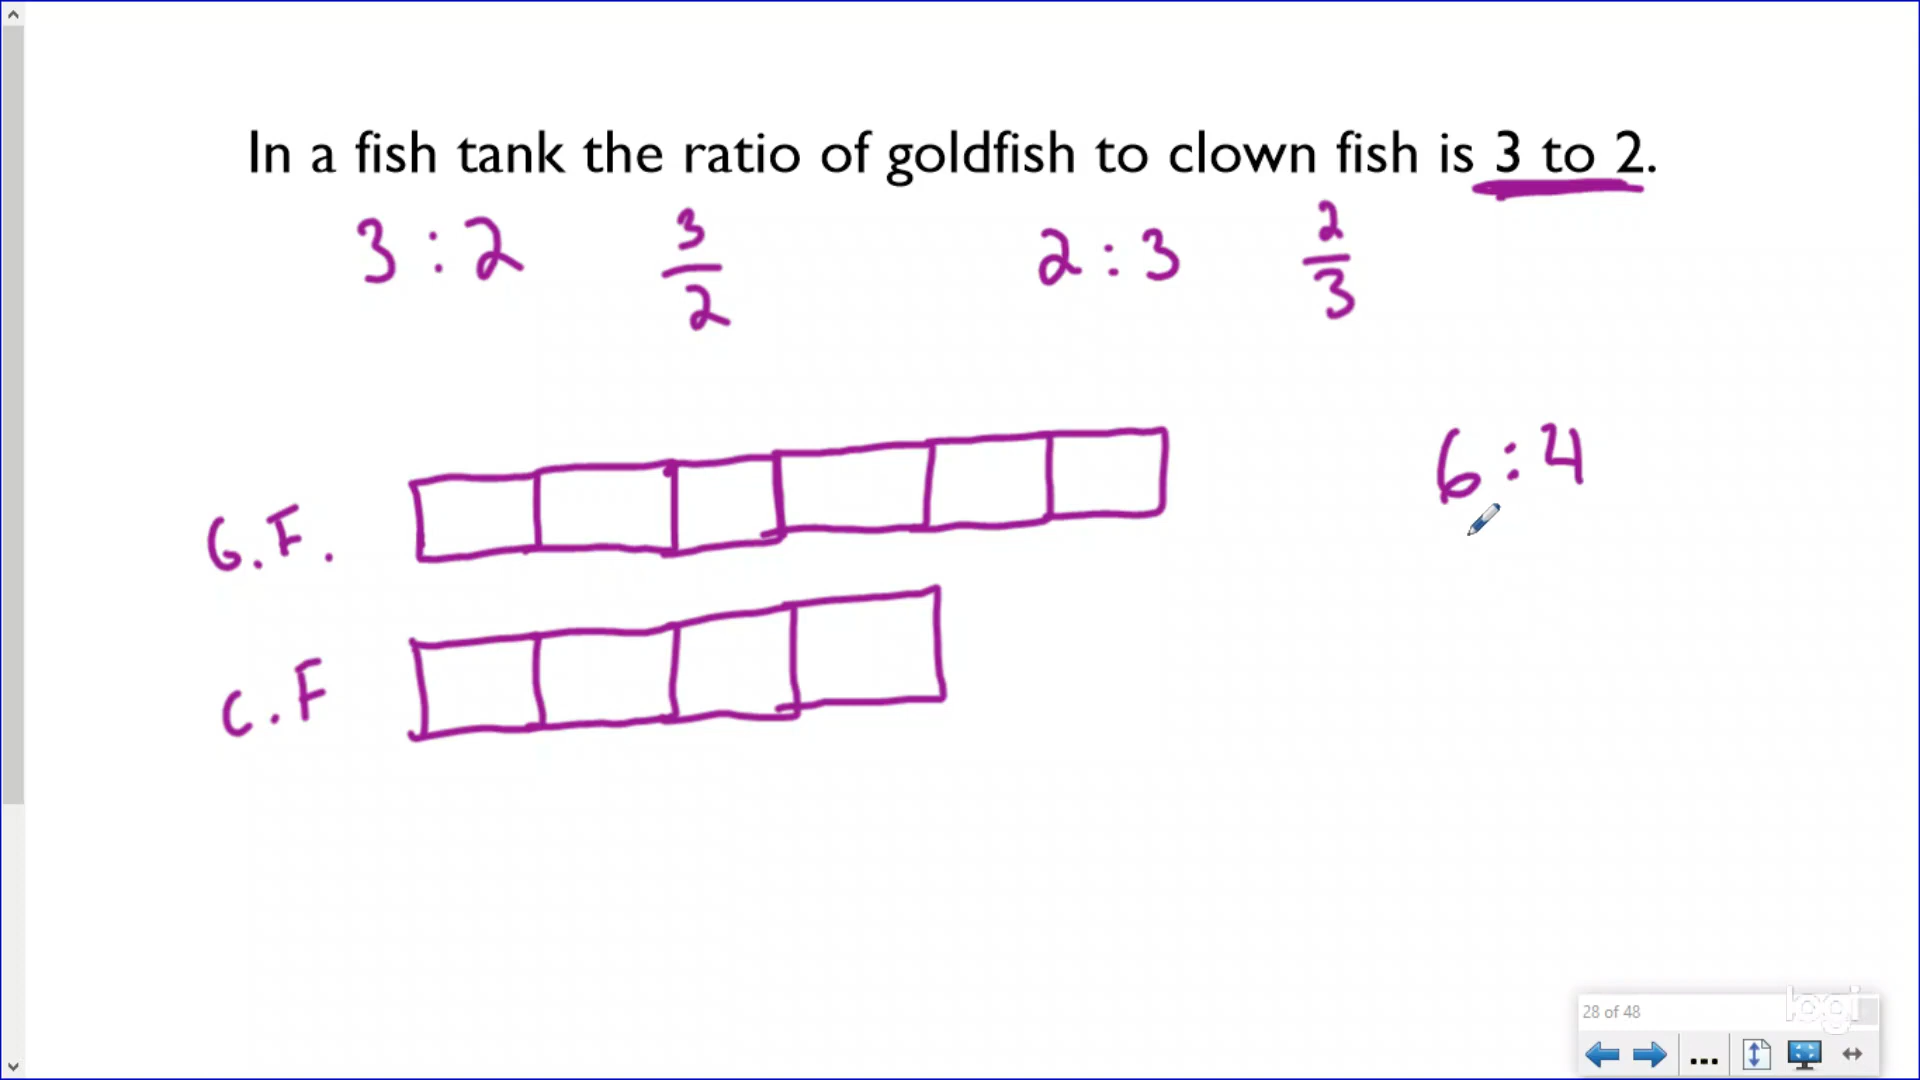 In a fish tank the ratio of goldfish to clown fish is 3 to 2.
3 : 2 3/2 2 : 3 2/3
6 : 4
G.F.
C.F
logi
28 of 48
...